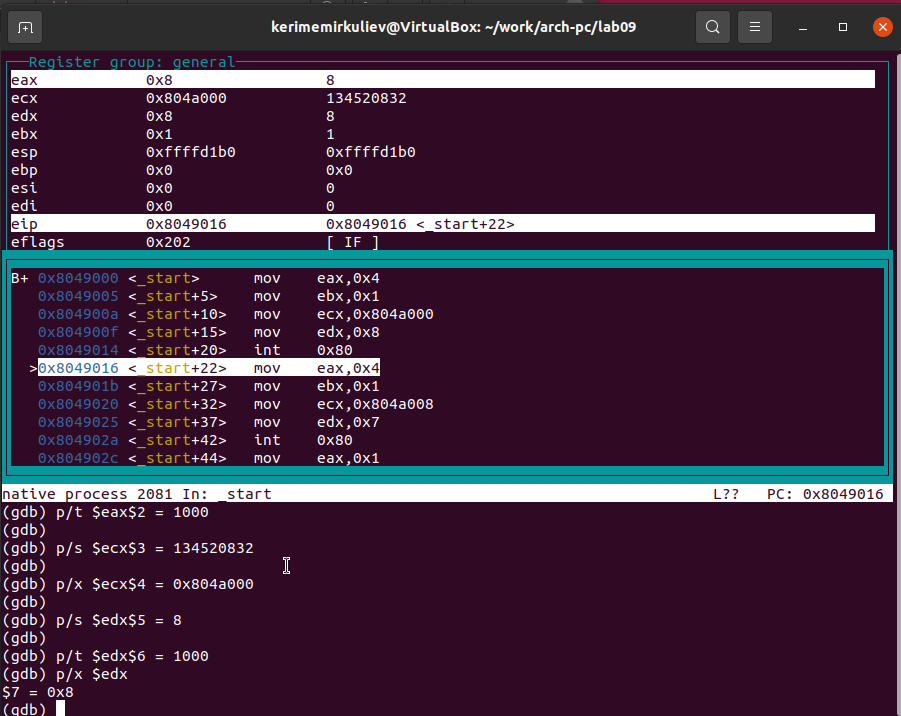 kerimemirkuliev@VirtualBox: ~/work/arch-pc/lab09
Register group: general
eax 0x8 8
ecx 0x804a000 134520832
edx 0x8 8
ebx 0x1 1
esp 0xffffd1b0 0xffffd1b0
ebp 0x0 0x0
esi 0x0 0
edi 0x0 0
eip 0x8049016 0x8049016 <_start+22>
eflags 0x202 [ IF ]
B+ 0x8049000 <_start> mov eax,0x4
0x8049005 <_start+5> mov ebx,0x1
0x804900a <_start+10> mov ecx,0x804a000
0x804900f <_start+15> mov edx,0x8
0x8049014 <_start+20> int 0x80
>0x8049016 <_start+22> mov eax,0x4
0x804901b <_start+27> mov ebx,0x1
0x8049020 <_start+32> mov ecx,0x804a008
0x8049025 <_start+37> mov edx,0x7
0x804902a <_start+42> int 0x80
0x804902c <_start+44> mov eax,0x1
native process 2081 In: _start L?? PC: 0x8049016
(gdb) p/t $eax$2 = 1000
(gdb)
(gdb) p/s $ecx$3 = 134520832
(gdb)
(gdb) p/x $ecx$4 = 0x804a000
(gdb)
(gdb) p/s $edx$5 = 8
(gdb)
(gdb) p/t $edx$6 = 1000
(gdb) p/x $edx
$7 = 0x8
(gdb)